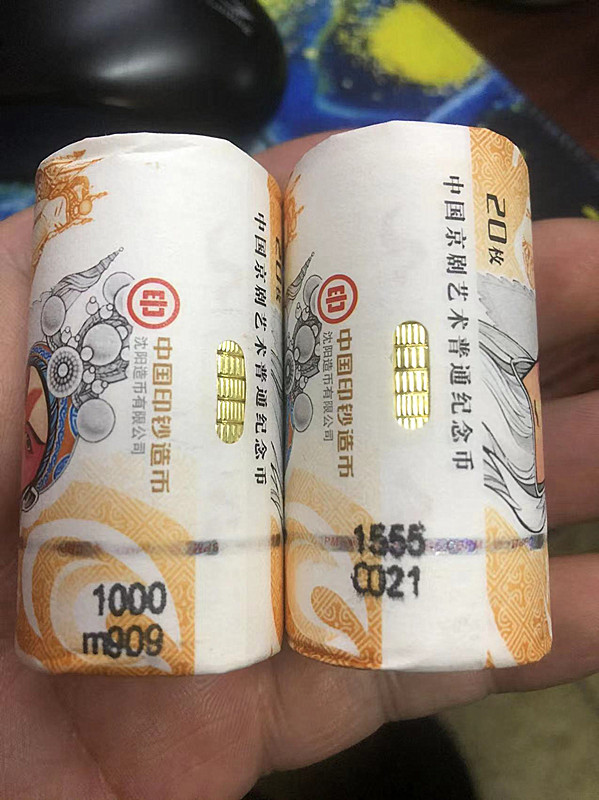 中国京剧艺术普通纪念币
中国印钞造币
沈阳造币有限公司
1000
m909
20枚
中国京剧艺术普通纪念币
中国印钞造币
沈阳造币有限公司
1555